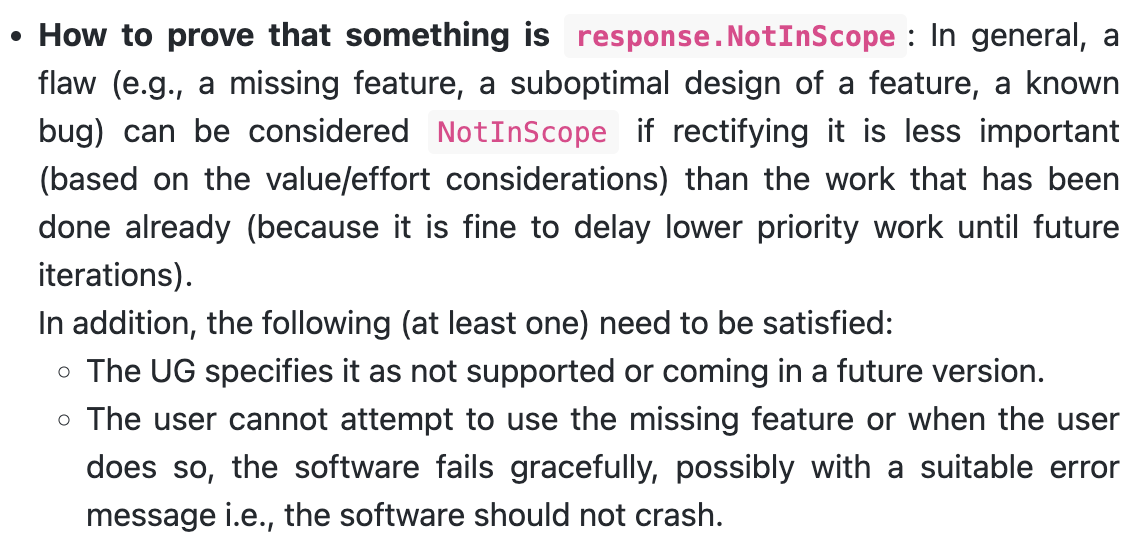 • How to prove that something is response.NotInScope: In general, a
flaw (e.g., a missing feature, a suboptimal design of a feature, a known
bug) can be considered NotInScope if rectifying it is less important
(based on the value/effort considerations) than the work that has been
done already (because it is fine to delay lower priority work until future
iterations).
In addition, the following (at least one) need to be satisfied:
◦ The UG specifies it as not supported or coming in a future version.
◦ The user cannot attempt to use the missing feature or when the user
does so, the software fails gracefully, possibly with a suitable error
message i.e., the software should not crash.